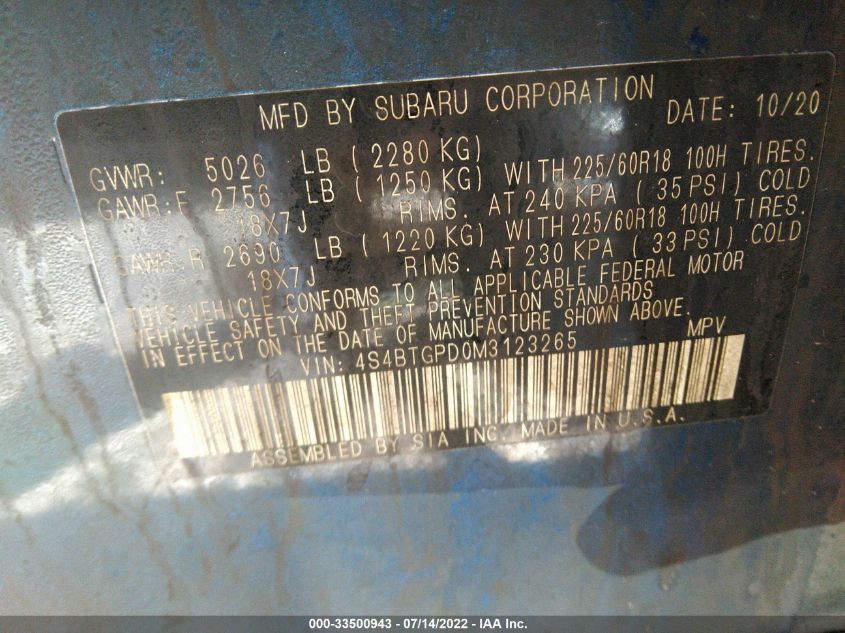 MFD BY SUBARU CORPORATION DATE: 10/20
GVWR: 5026 LB ( 2280 KG)
GAWR:F 2756 LB ( 1250 KG) WITH 225/60R18 100H TIRES.
18X7J RIMS. AT 240 KPA ( 35 PSI) COLD
GAWR:R 2690 LB ( 1220 KG) WITH 225/60R18 100H TIRES.
18X7J RIMS. AT 230 KPA ( 33 PSI) COLD
THIS VEHICLE CONFORMS TO ALL APPLICABLE FEDERAL MOTOR
VEHICLE SAFETY AND THEFT PREVENTION STANDARDS
IN EFFECT ON THE DATE OF MANUFACTURE SHOWN ABOVE.
VIN: 4S4BTGPD0M3123265 MPV
ASSEMBLED BY SIA INC. MADE IN U.S.A.
000-33500943 - 07/14/2022 - IAA Inc.